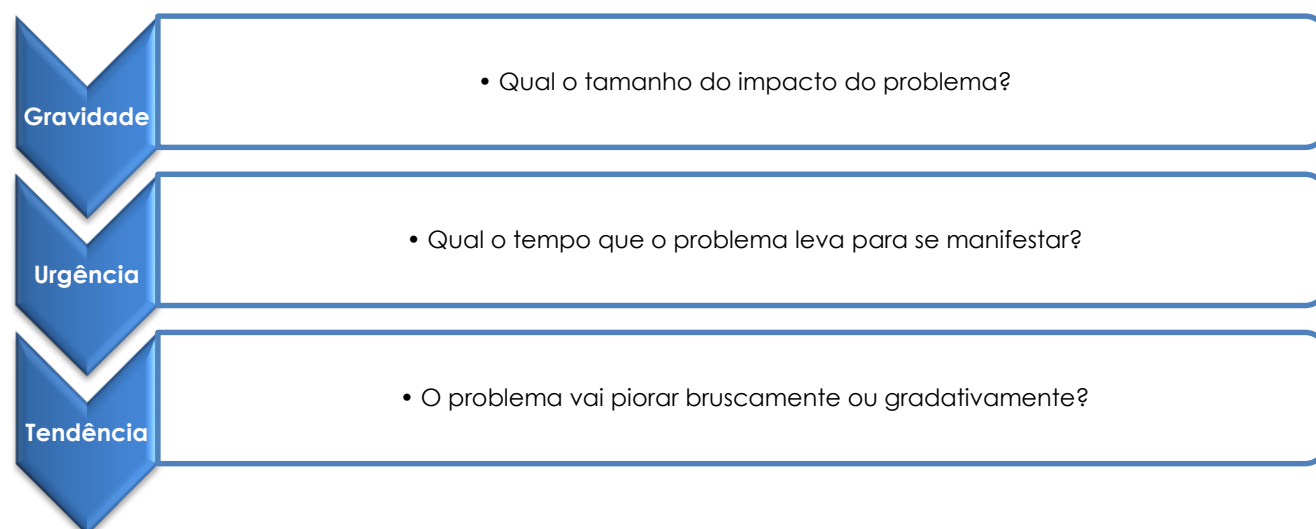 Gravidade
• Qual o tamanho do impacto do problema?
Urgência
• Qual o tempo que o problema leva para se manifestar?
Tendência
• O problema vai piorar bruscamente ou gradativamente?